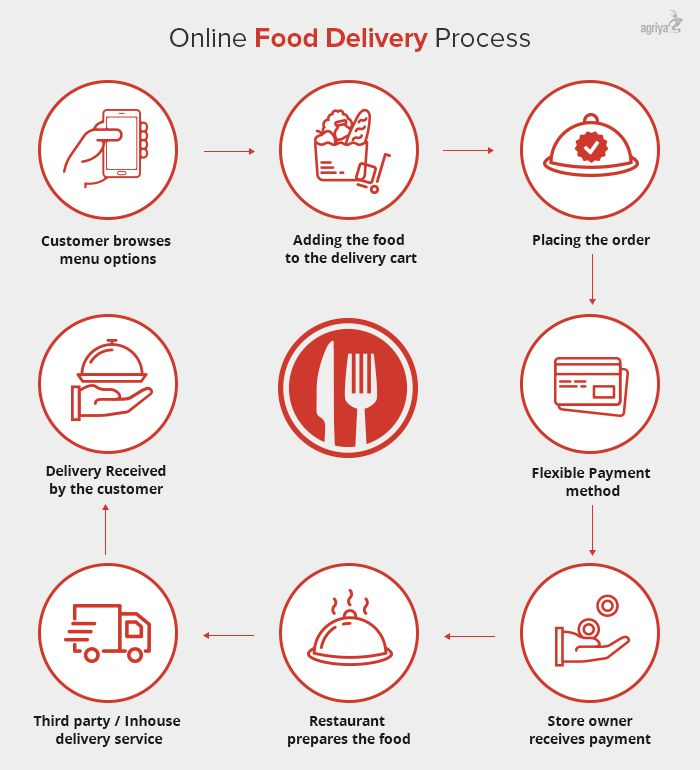 Online Food Delivery Process
agriya
Customer browses
menu options
Adding the food
to the delivery cart
Placing the order
Flexible Payment
method
Store owner
receives payment
Restaurant
prepares the food
Third party / Inhouse
delivery service
Delivery Received
by the customer